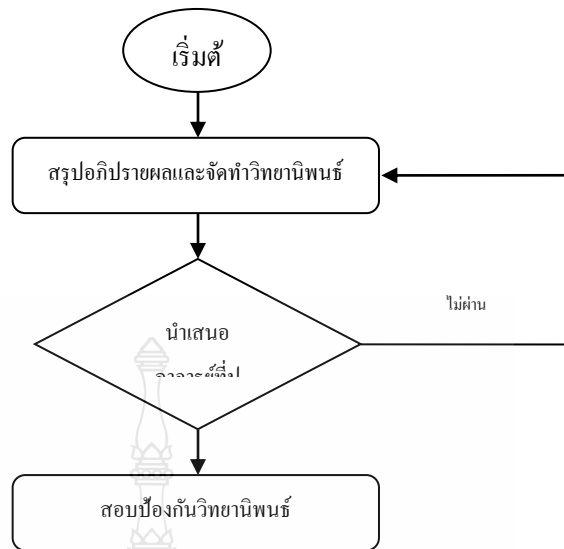 เริ่มต้
สรุปอภิปรายผลและจัดทำวิทยานิพนธ์
ไม่ผ่าน
นำเสนอ
สอบป้องกันวิทยานิพนธ์